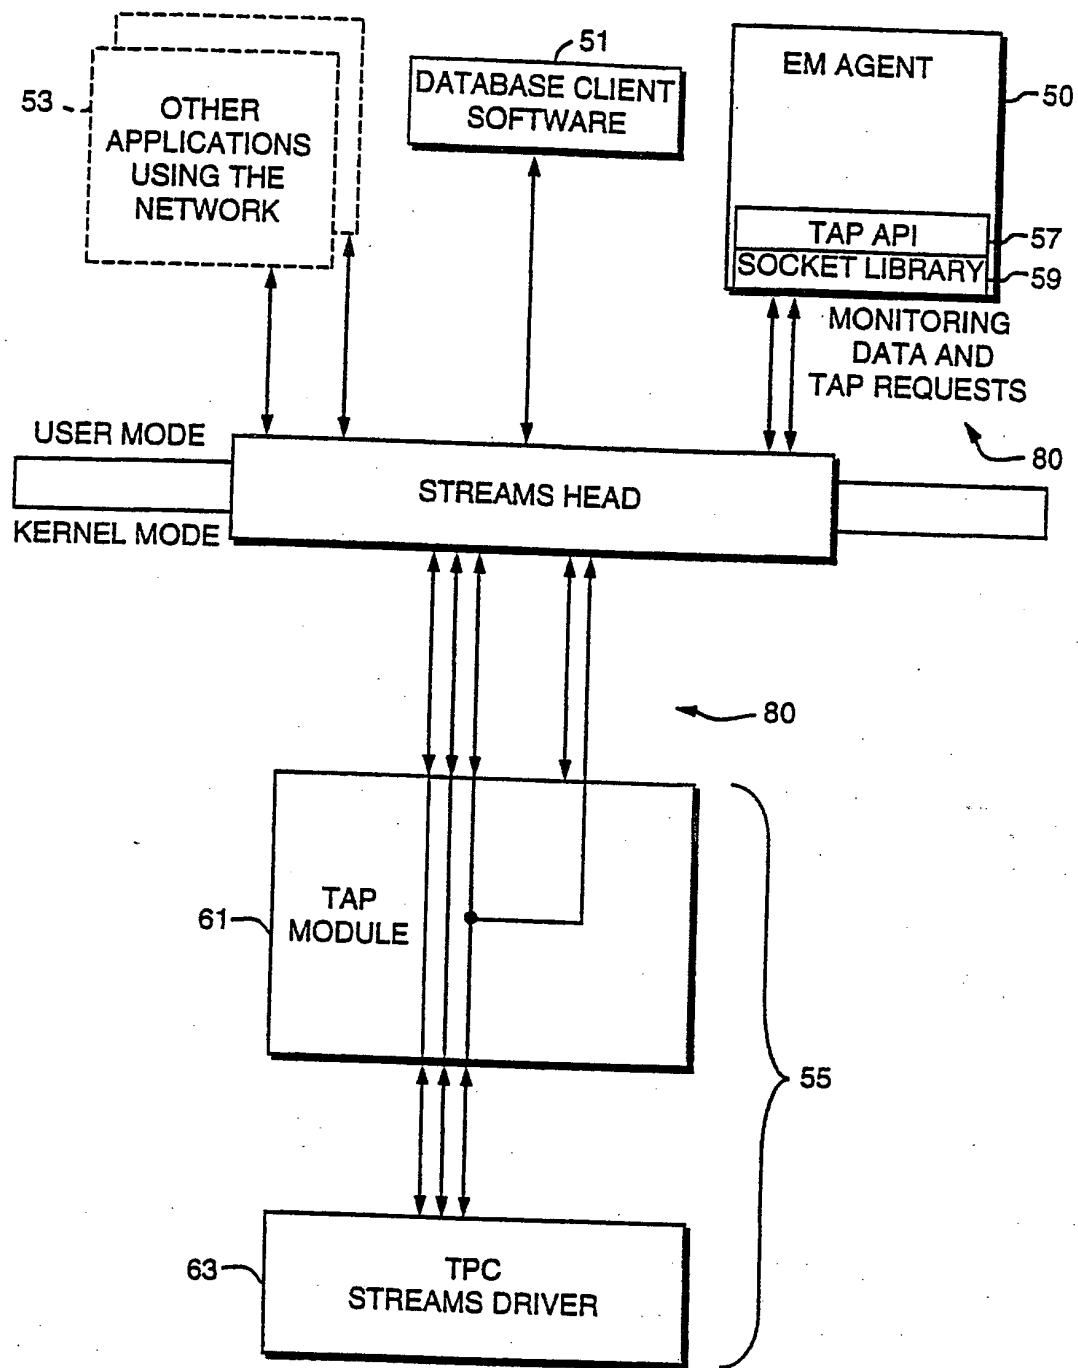 51
DATABASE CLIENT
SOFTWARE
EM AGENT
50
53
OTHER
APPLICATIONS
USING THE
NETWORK
TAP API
57
SOCKET LIBRARY
59
MONITORING
DATA AND
TAP REQUESTS
80
USER MODE
STREAMS HEAD
KERNEL MODE
80
61
TAP
MODULE
55
63
TPC
STREAMS DRIVER